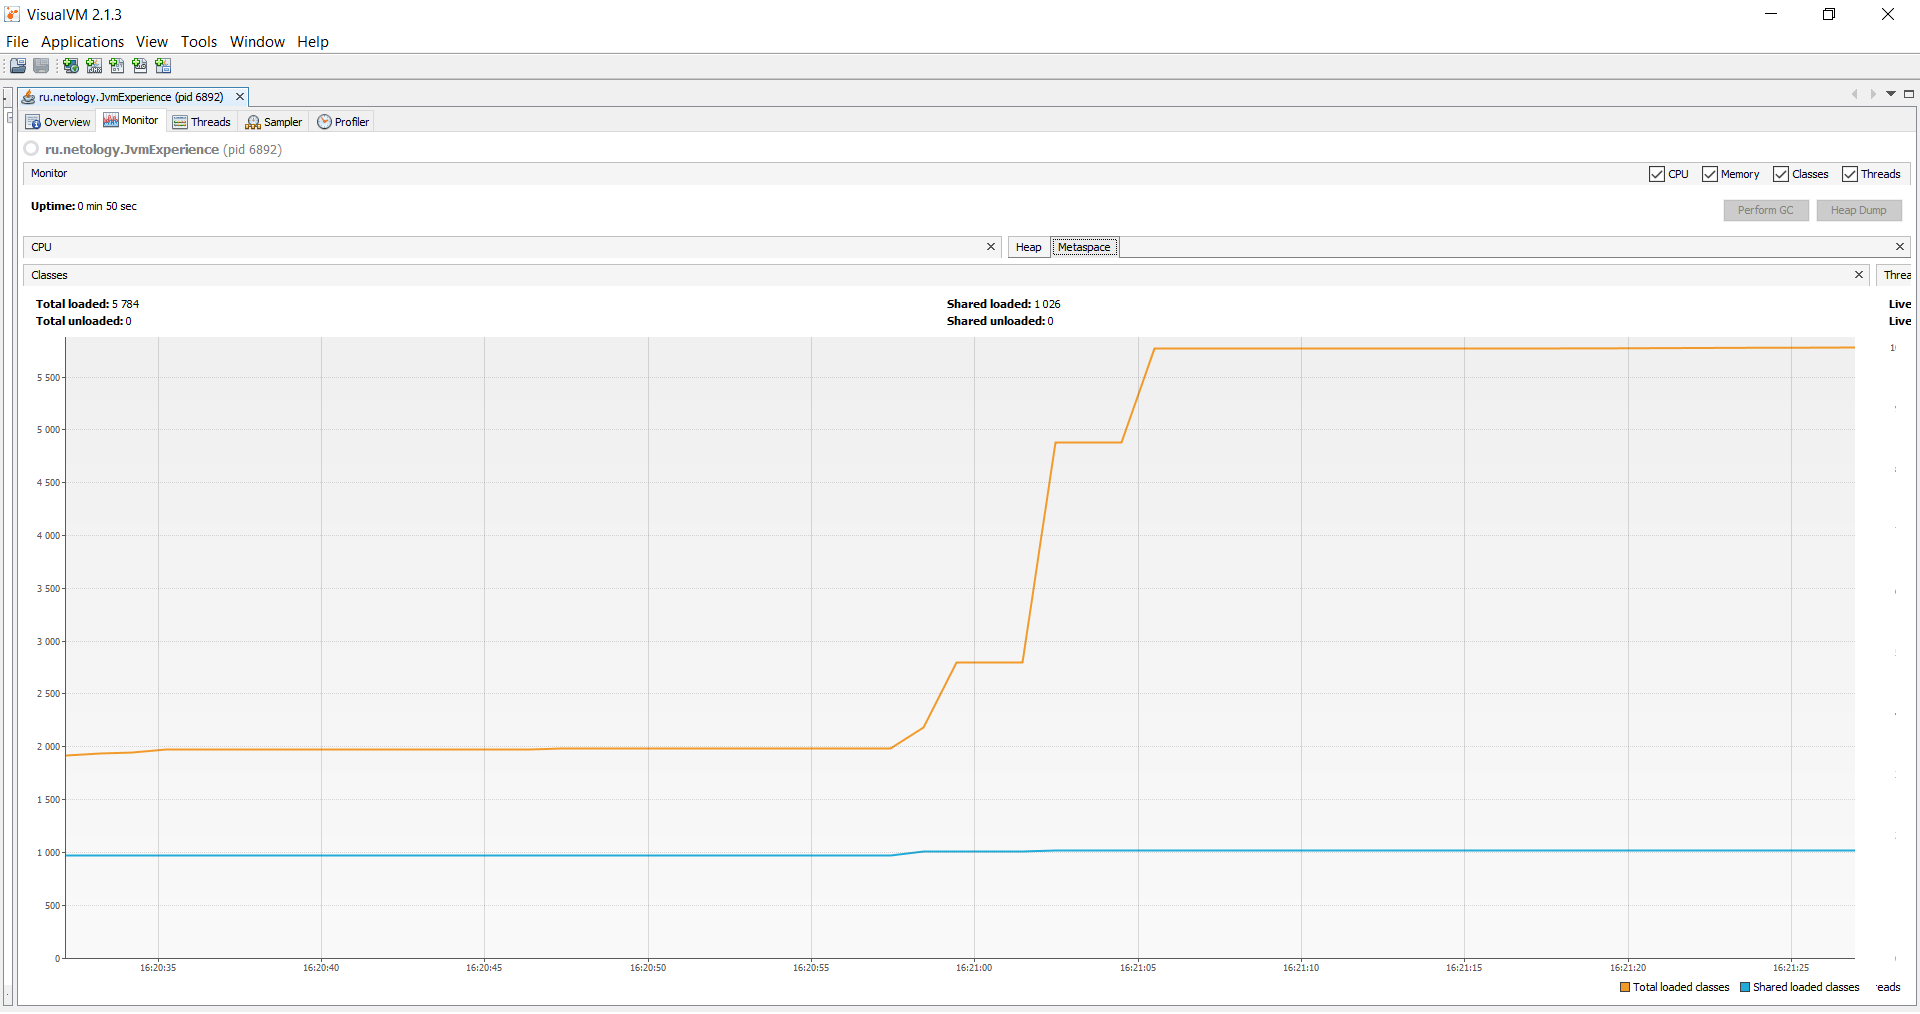 VisualVM 2.1.3
File Applications View Tools Window Help
ru.netology.JvmExperience (pid 6892)
Overview Monitor Threads Sampler Profiler
ru.netology.JvmExperience (pid 6892)
Monitor CPU Memory Classes Threads
Uptime: 0 min 50 sec Perform GC Heap Dump
CPU Heap Metaspace
Classes Threa
Total loaded: 5 784 Shared loaded: 1 026 Live
Total unloaded: 0 Shared unloaded: 0 Live
5 500
5 000
4 500
4 000
3 500
3 000
2 500
2 000
1 500
1 000
500
0
16:20:35 16:20:40 16:20:45 16:20:50 16:20:55 16:21:00 16:21:05 16:21:10 16:21:15 16:21:20 16:21:25
Total loaded classes Shared loaded classes eads